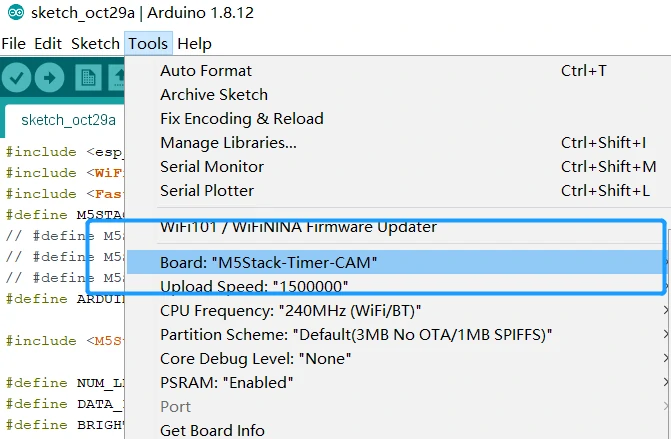 sketch_oct29a | Arduino 1.8.12
File Edit Sketch Tools Help
sketch_oct29a
Auto Format Ctrl+T
Archive Sketch
Fix Encoding & Reload
Manage Libraries... Ctrl+Shift+I
Serial Monitor Ctrl+Shift+M
Serial Plotter Ctrl+Shift+L
WiFi101 / WiFiNINA Firmware Updater
Board: "M5Stack-Timer-CAM"
Upload Speed: "1500000"
CPU Frequency: "240MHz (WiFi/BT)"
Partition Scheme: "Default(3MB No OTA/1MB SPIFFS)"
Core Debug Level: "None"
PSRAM: "Enabled"
Port
Get Board Info
#include <esp_
#include <WiF
#include <Fas
#define M5STA
// #define M5
// #define M5
// #define M5
#define ARDUI
#include <M5S
#define NUM_L
#define DATA_
#define BRIGH